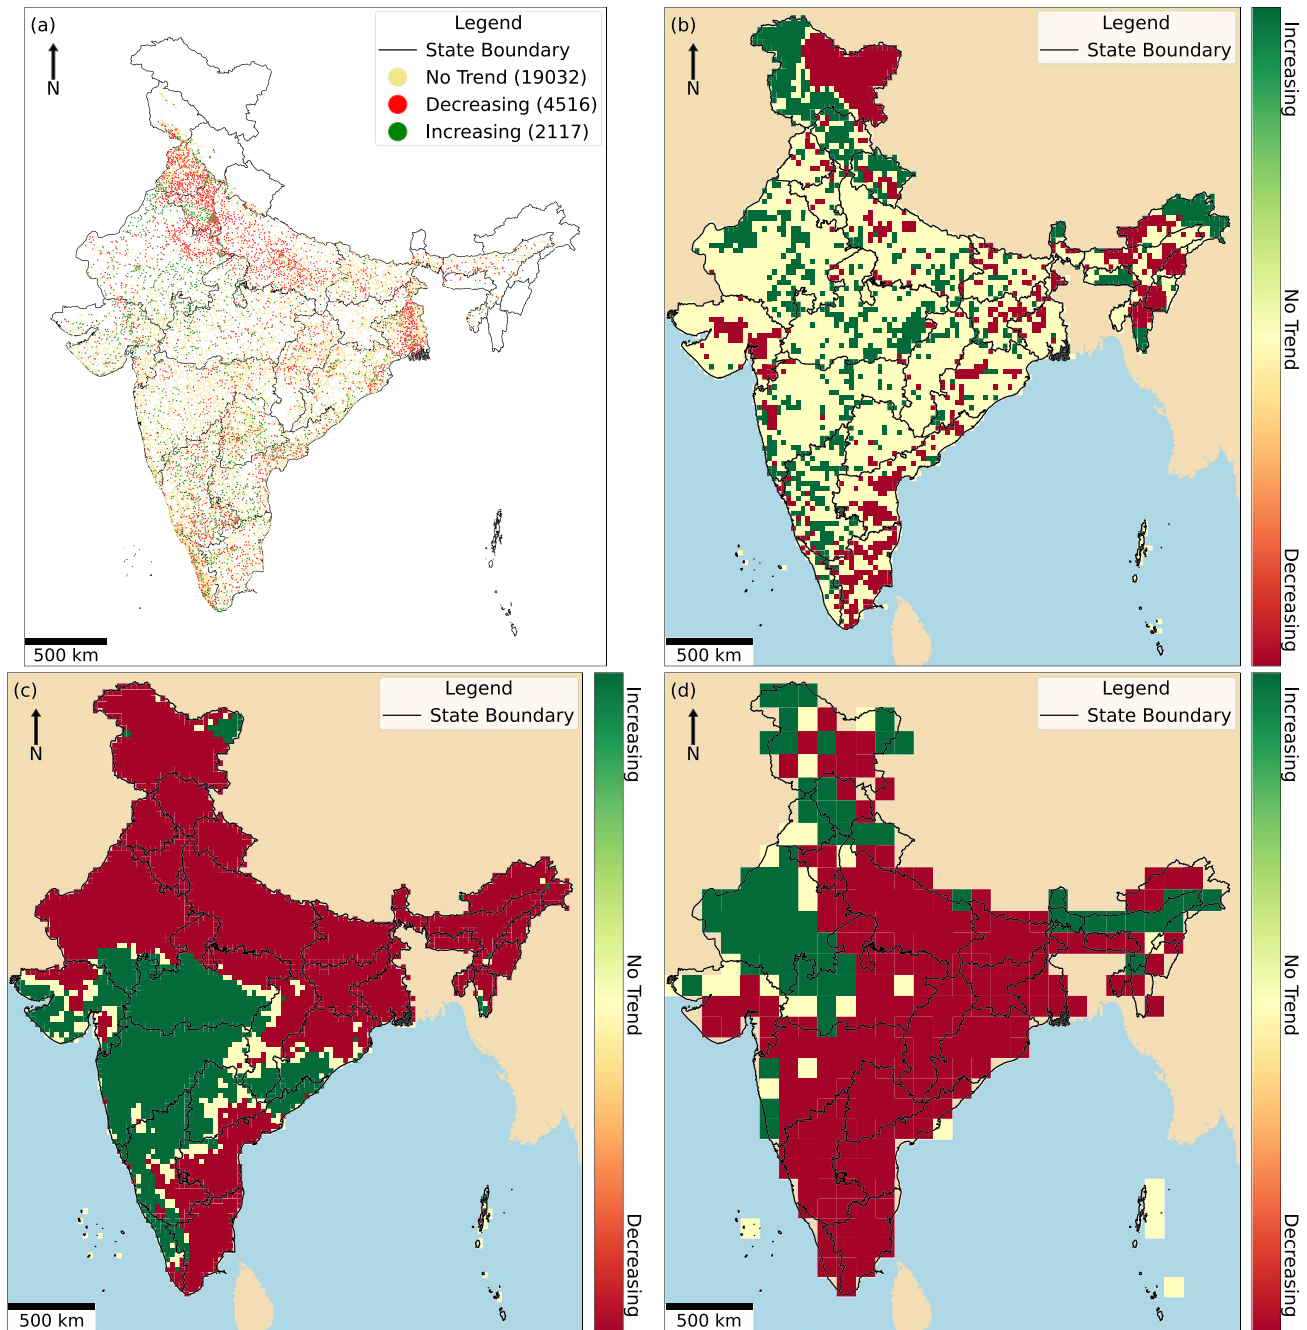 (a)
Legend
State Boundary
No Trend (19032)
Decreasing (4516)
Increasing (2117)
N
500 km
(b)
Legend
State Boundary
N
500 km
Increasing
No Trend
Decreasing
(c)
Legend
State Boundary
N
500 km
Increasing
No Trend
Decreasing
(d)
Legend
State Boundary
N
500 km
Increasing
No Trend
Decreasing